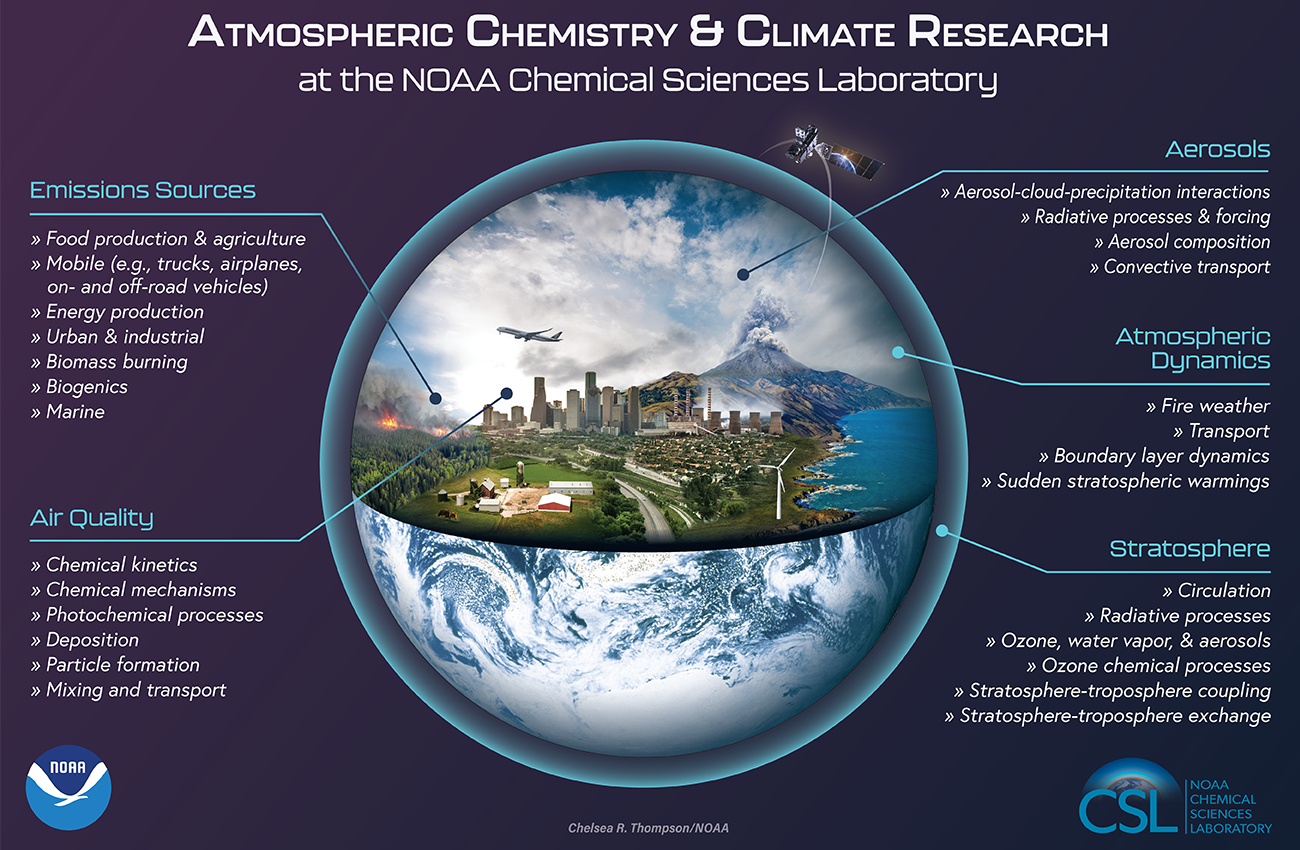 Atmospheric Chemistry & Climate Research
at the NOAA Chemical Sciences Laboratory
Emissions Sources
» Food production & agriculture
» Mobile (e.g., trucks, airplanes,
on- and off-road vehicles)
» Energy production
» Urban & industrial
» Biomass burning
» Biogenics
» Marine
Air Quality
» Chemical kinetics
» Chemical mechanisms
» Photochemical processes
» Deposition
» Particle formation
» Mixing and transport
Aerosols
» Aerosol-cloud-precipitation interactions
» Radiative processes & forcing
» Aerosol composition
» Convective transport
Atmospheric
Dynamics
» Fire weather
» Transport
» Boundary layer dynamics
» Sudden stratospheric warmings
Stratosphere
» Circulation
» Radiative processes
» Ozone, water vapor, & aerosols
» Ozone chemical processes
» Stratosphere-troposphere coupling
» Stratosphere-troposphere exchange
NOAA
Chelsea R. Thompson/NOAA
CSL
NOAA
CHEMICAL
SCIENCES
LABORATORY